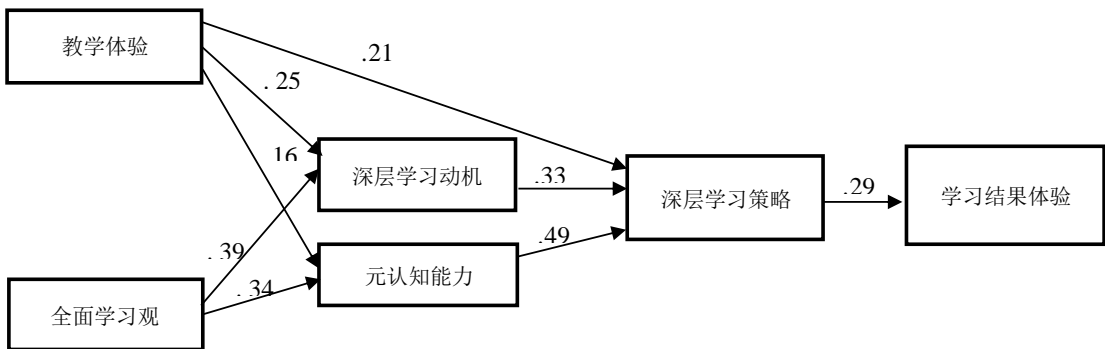 教学体验
.21
.25
.16
深层学习动机
.33
深层学习策略
.29
学习结果体验
.39
.49
元认知能力
.34
全面学习观